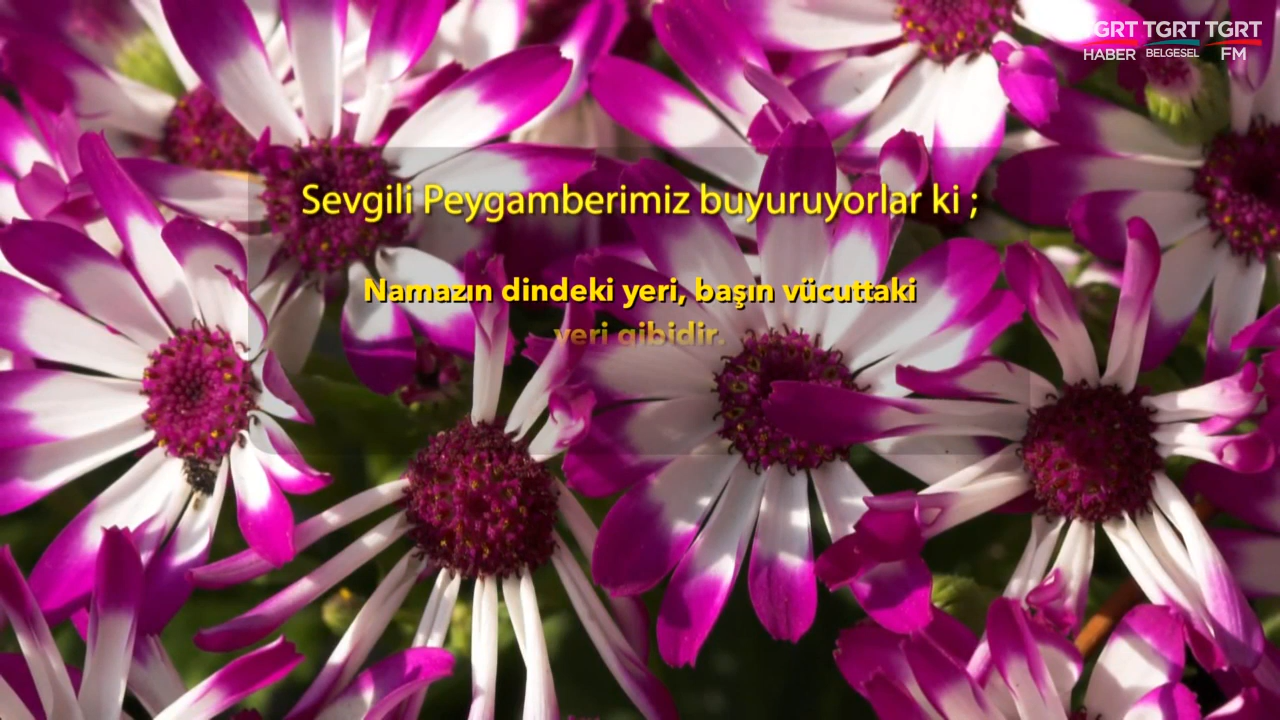 TGRT TGRT TGRT
HABER BELGESEL FM
Sevgili Peygamberimiz buyuruyorlar ki ;
Namazın dindeki yeri, başın vücuttaki
yeri gibidir.